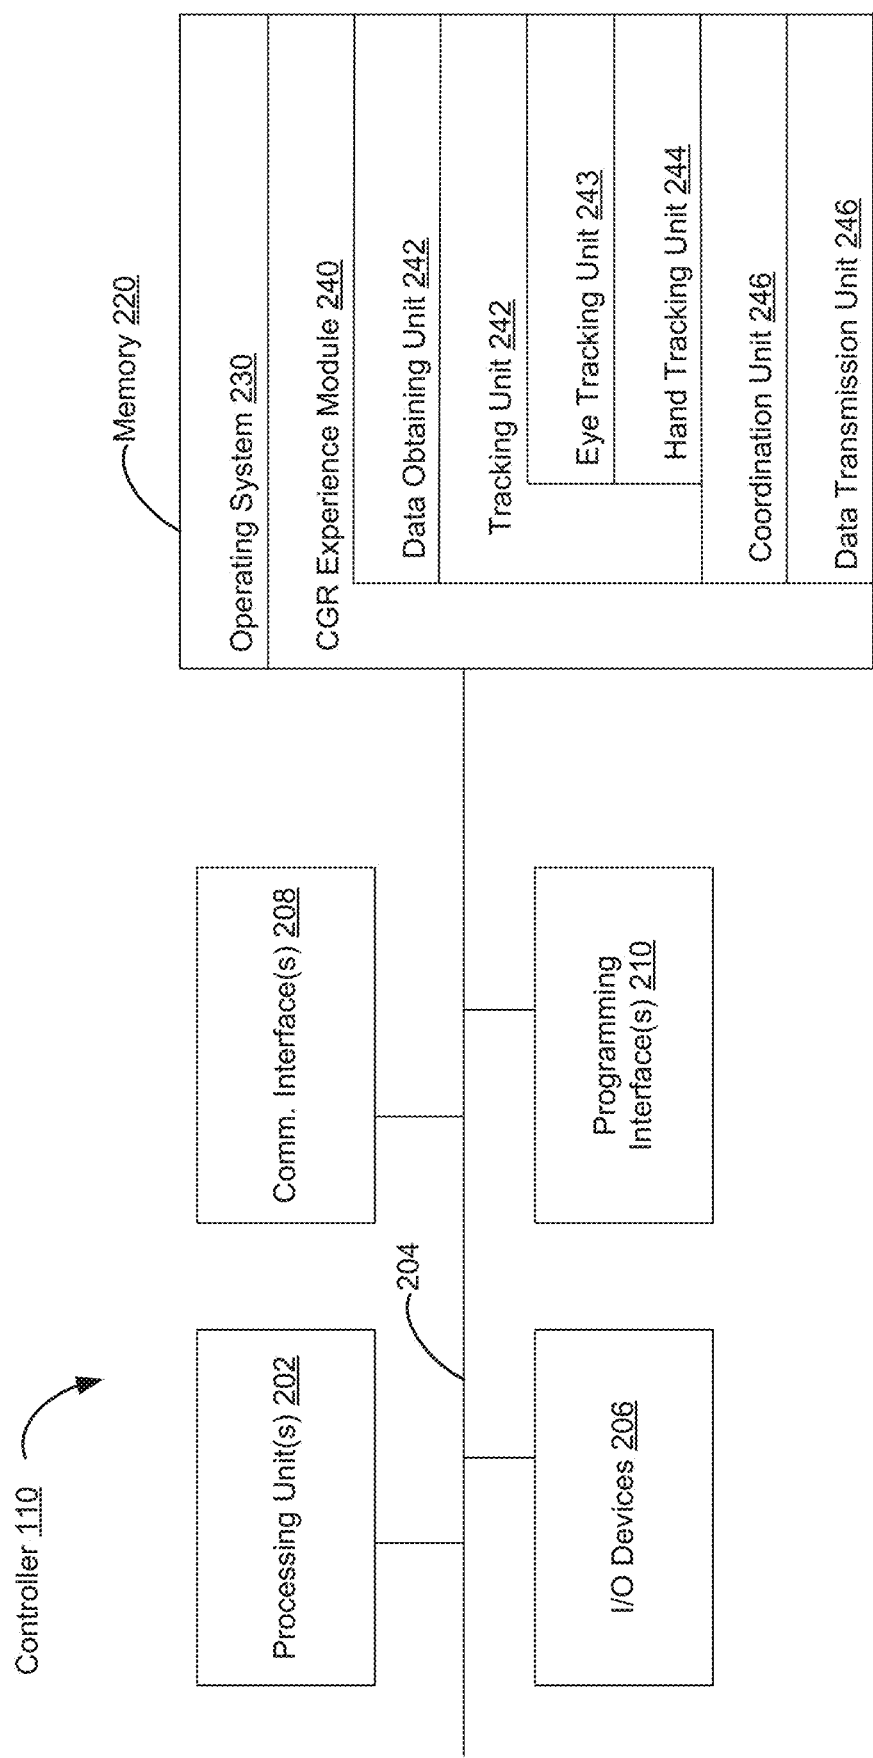 Controller 110
Processing Unit(s) 202
Comm. Interface(s) 208
204
I/O Devices 206
Programming
Interface(s) 210
Memory 220
Operating System 230
CGR Experience Module 240
Data Obtaining Unit 242
Tracking Unit 242
Eye Tracking Unit 243
Hand Tracking Unit 244
Coordination Unit 246
Data Transmission Unit 246